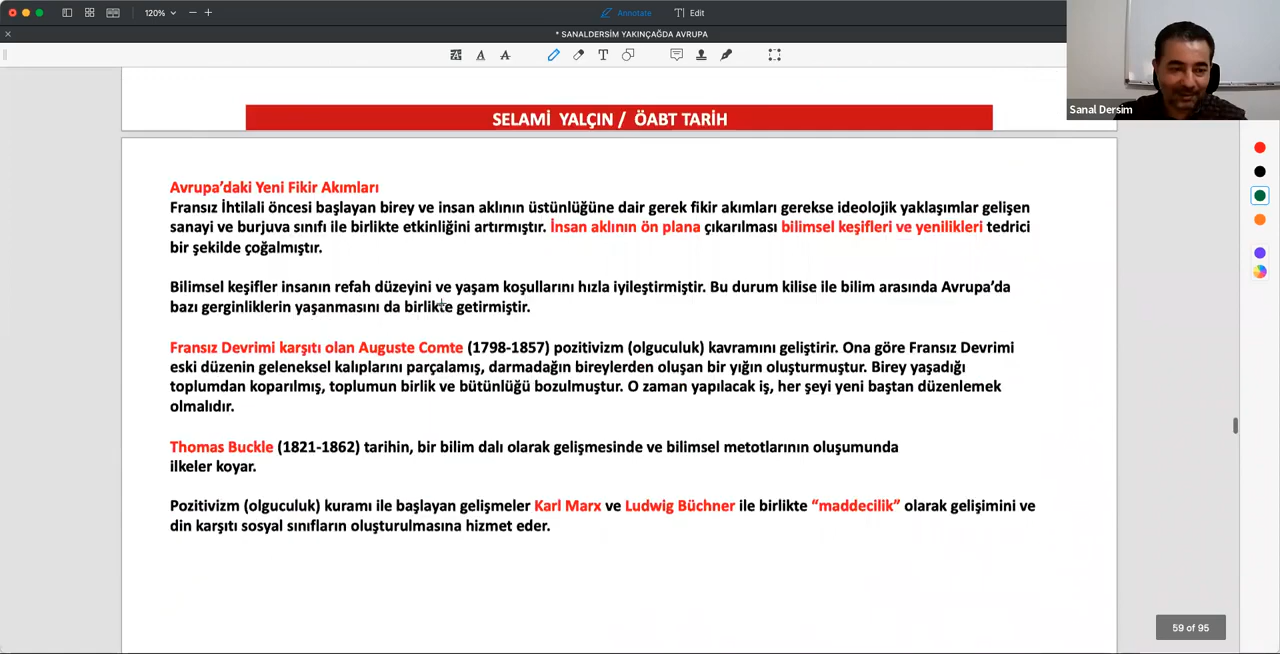 120%
Annotate
Edit
* SANALDERSİM YAKINÇAĞDA AVRUPA
Sanal Dersim
SELAMİ YALÇIN / ÖABT TARİH
Avrupa’daki Yeni Fikir Akımları
Fransız İhtilali öncesi başlayan birey ve insan aklının üstünlüğüne dair gerek fikir akımları gerekse ideolojik yaklaşımlar gelişen
sanayi ve burjuva sınıfı ile birlikte etkinliğini artırmıştır. İnsan aklının ön plana çıkarılması bilimsel keşifleri ve yenilikleri tedrici
bir şekilde çoğalmıştır.
Bilimsel keşifler insanın refah düzeyini ve yaşam koşullarını hızla iyileştirmiştir. Bu durum kilise ile bilim arasında Avrupa’da
bazı gerginliklerin yaşanmasını da birlikte getirmiştir.
Fransız Devrimi karşıtı olan Auguste Comte (1798-1857) pozitivizm (olguculuk) kavramını geliştirir. Ona göre Fransız Devrimi
eski düzenin geleneksel kalıplarını parçalamış, darmadağın bireylerden oluşan bir yığın oluşturmuştur. Birey yaşadığı
toplumdan koparılmış, toplumun birlik ve bütünlüğü bozulmuştur. O zaman yapılacak iş, her şeyi yeni baştan düzenlemek
olmalıdır.
Thomas Buckle (1821-1862) tarihin, bir bilim dalı olarak gelişmesinde ve bilimsel metotlarının oluşumunda
ilkeler koyar.
Pozitivizm (olguculuk) kuramı ile başlayan gelişmeler Karl Marx ve Ludwig Büchner ile birlikte “maddecilik” olarak gelişimini ve
din karşıtı sosyal sınıfların oluşturulmasına hizmet eder.
59 of 95